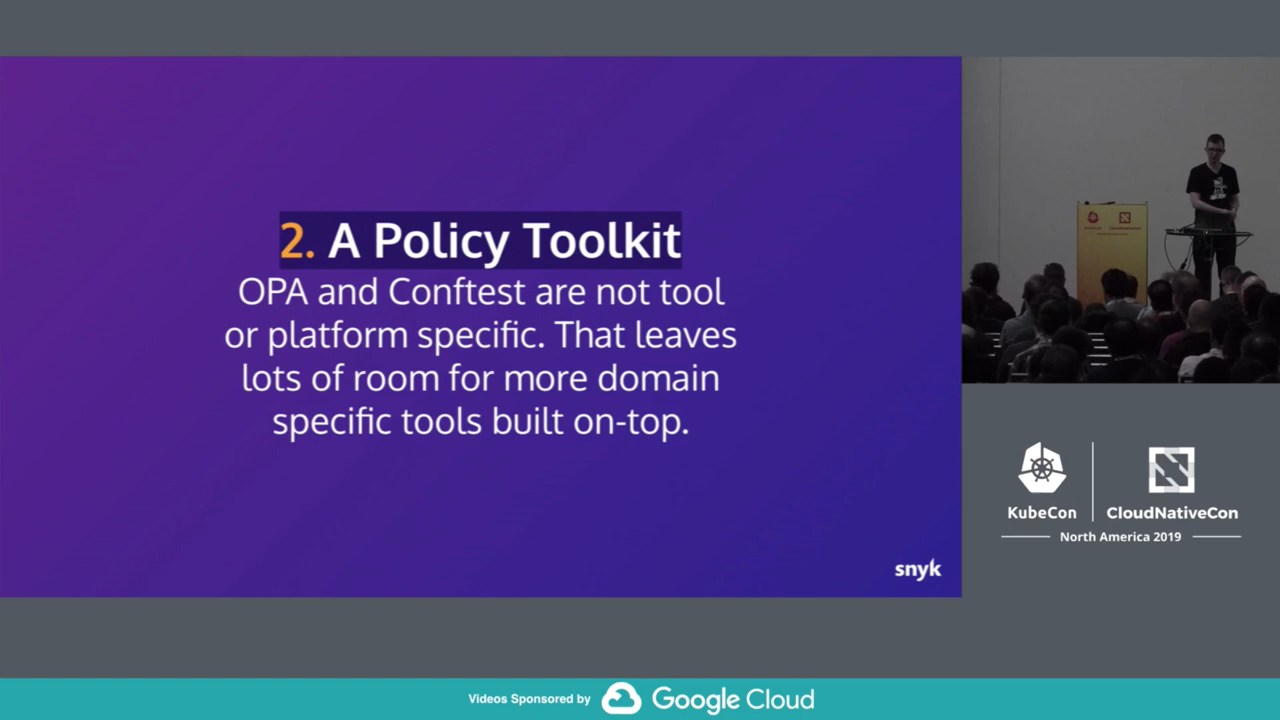 2. A Policy Toolkit
OPA and Conftest are not tool
or platform specific. That leaves
lots of room for more domain
specific tools built on-top.
snyk
KubeCon
CloudNativeCon
North America 2019
Videos Sponsored by
Google Cloud